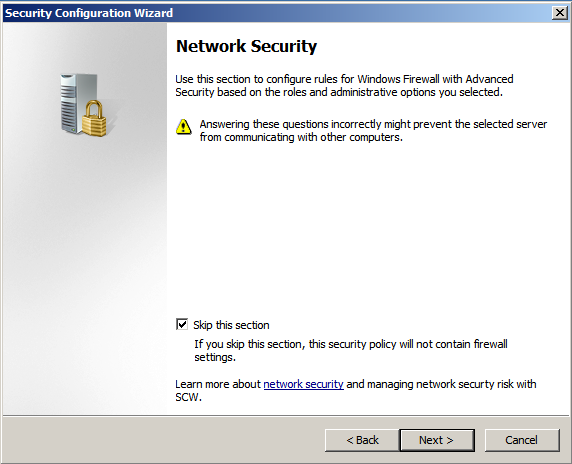 Security Configuration Wizard
Network Security
Use this section to configure rules for Windows Firewall with Advanced
Security based on the roles and administrative options you selected.
Answering these questions incorrectly might prevent the selected server
from communicating with other computers.
Skip this section
If you skip this section, this security policy will not contain firewall
settings.
Learn more about network security and managing network securty risk with
SCW.
< Back
Next >
Cancel